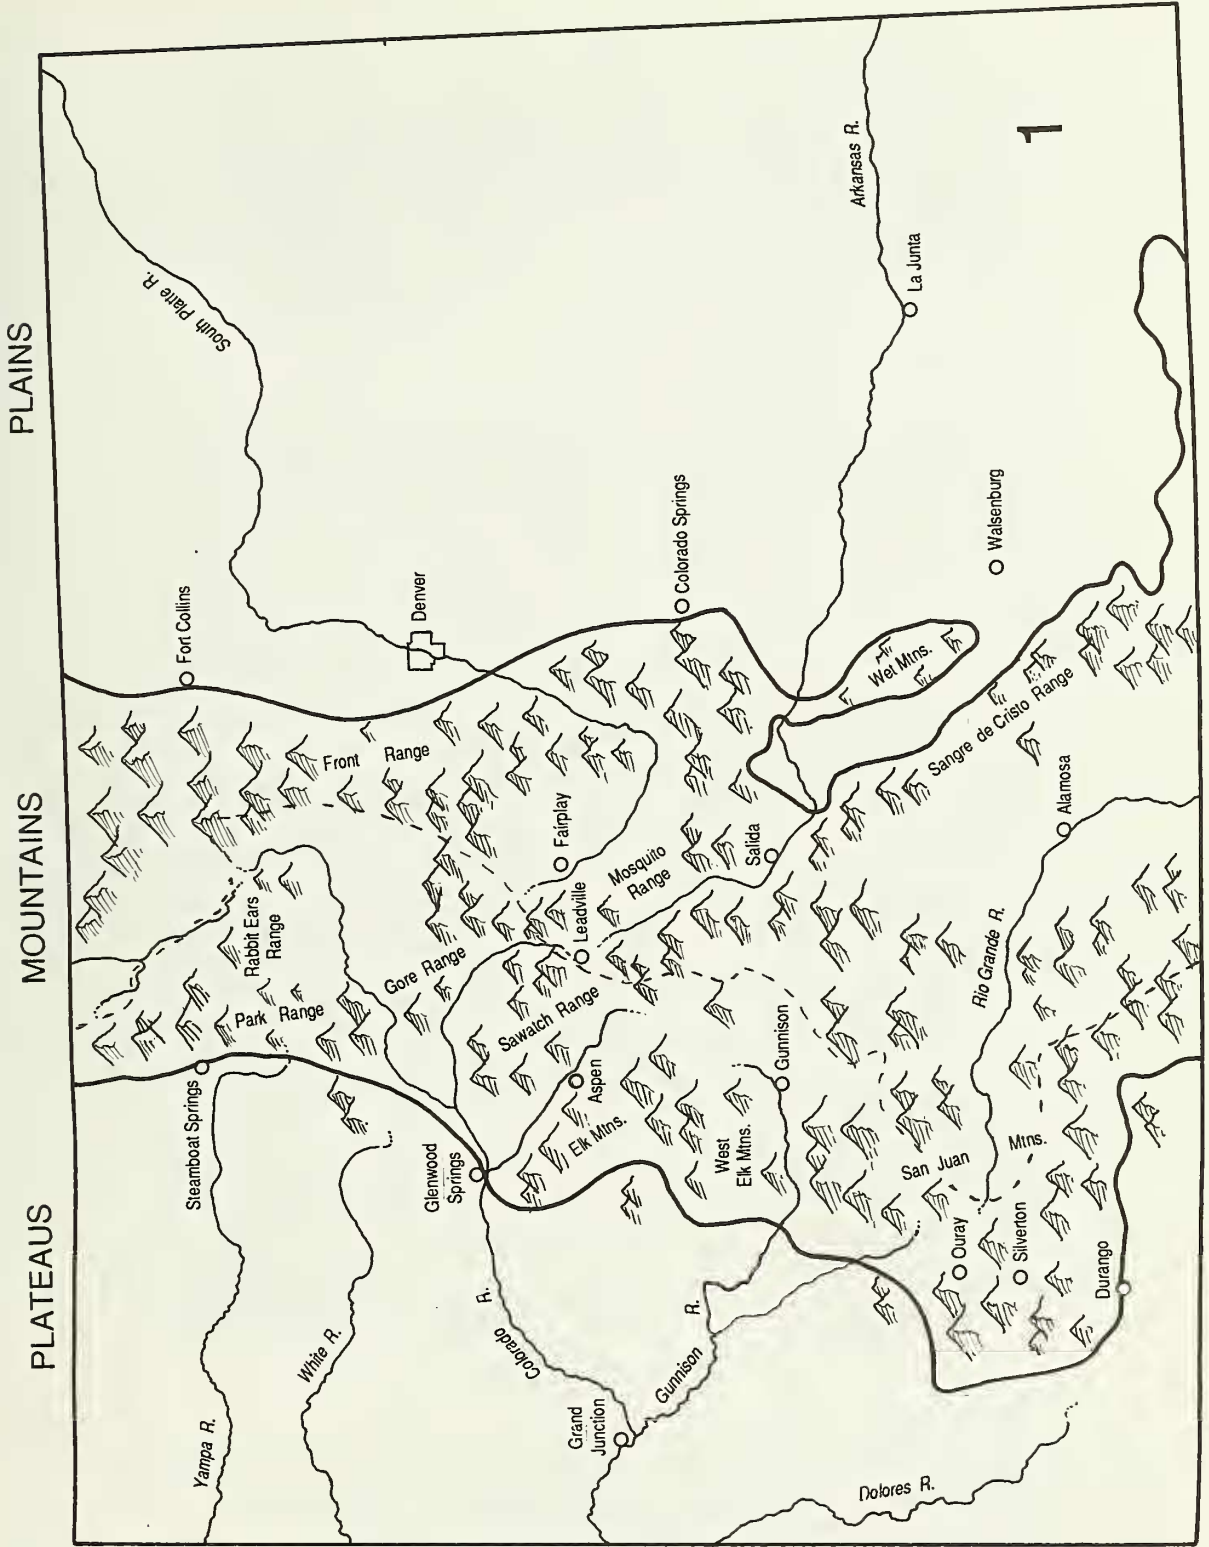 PLATEAUS
MOUNTAINS
PLAINS
Steamboat Springs
Fort Collins
South Platte R.
Yampa R.
White R.
Park Range
Rabbit Ears
Range
Front Range
Denver
Gore Range
Glenwood
Springs
Colorado R.
Sawatch Range
Leadville
Fairplay
Aspen
Elk Mtns.
Mosquito
Range
Colorado Springs
Grand
Junction
Gunnison R.
West
Elk Mtns.
Gunnison
Salida
Arkansas R.
La Junta
Wet Mtns.
Walsenburg
Sangre de Cristo Range
Dolores R.
San Juan Mtns.
Ouray
Silverton
Rio Grande R.
Alamosa
Durango
1